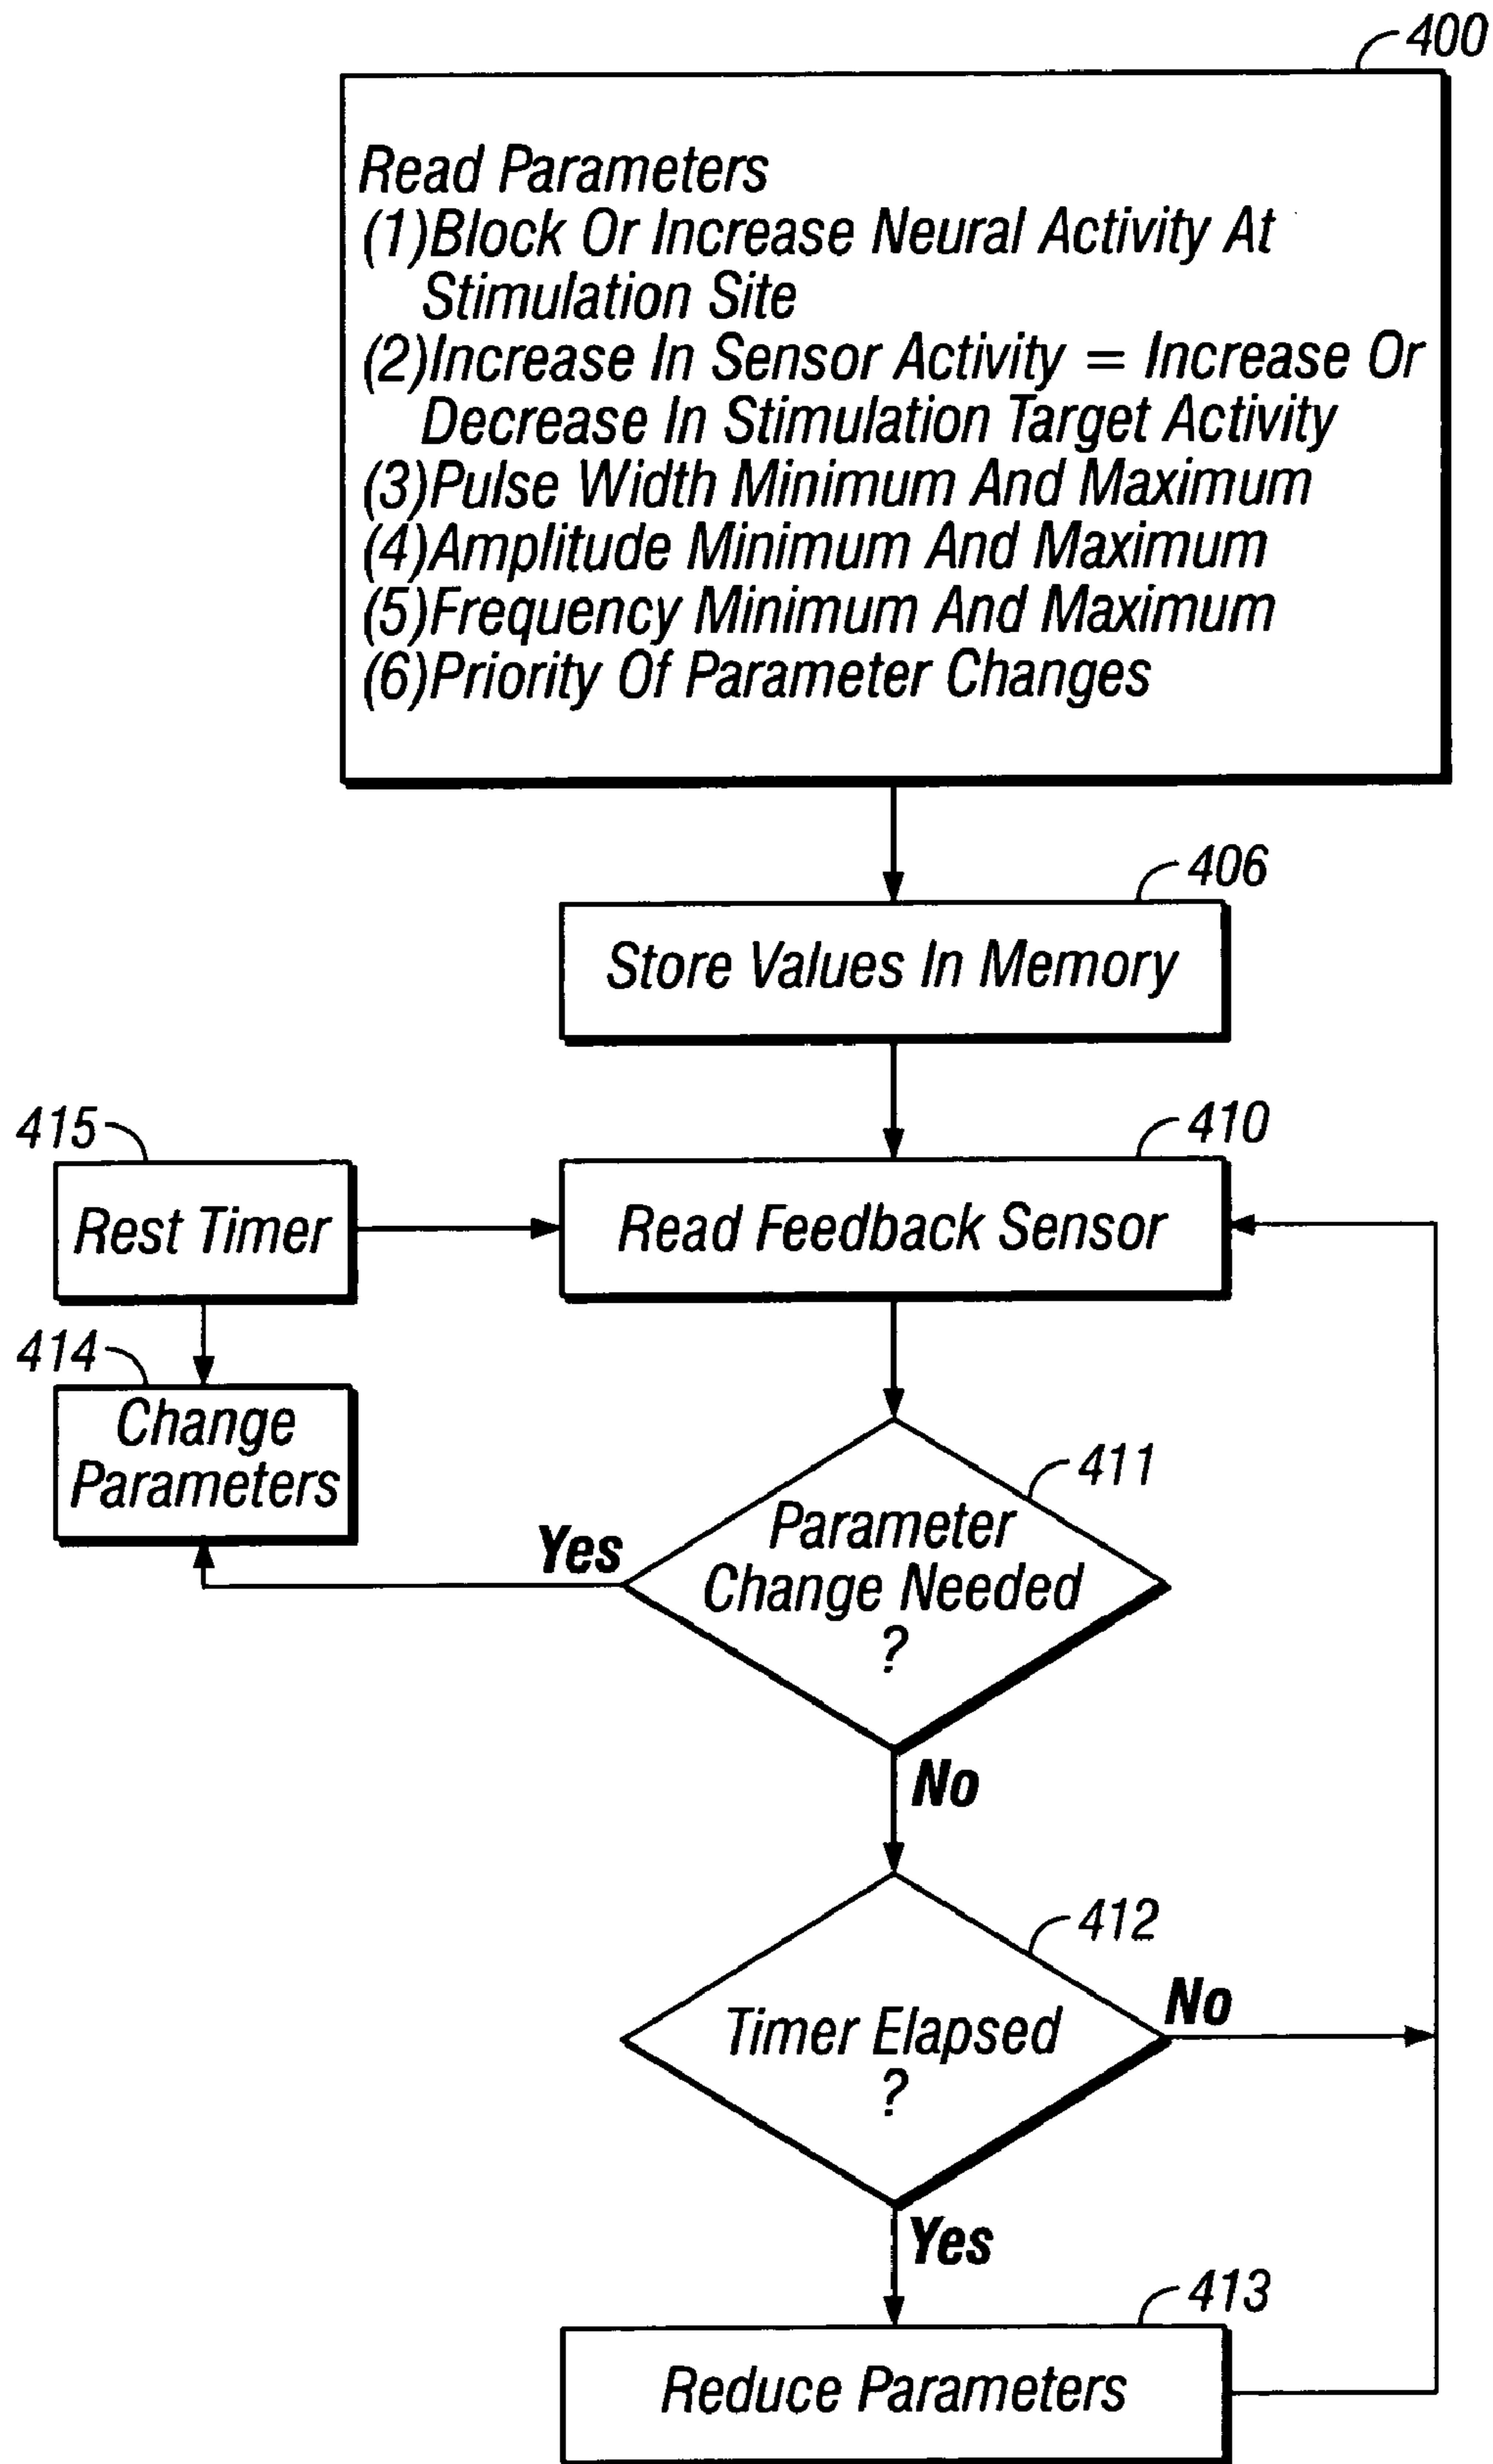 400
Read Parameters
(1)Block Or Increase Neural Activity At
Stimulation Site
(2)Increase In Sensor Activity = Increase Or
Decrease In Stimulation Target Activity
(3)Pulse Width Minimum And Maximum
(4)Amplitude Minimum And Maximum
(5)Frequency Minimum And Maximum
(6)Priority Of Parameter Changes
406
Store Values In Memory
415
Rest Timer
410
Read Feedback Sensor
414
Change
Parameters
411
Parameter
Change Needed
?
Yes
No
412
Timer Elapsed
?
No
Yes
413
Reduce Parameters